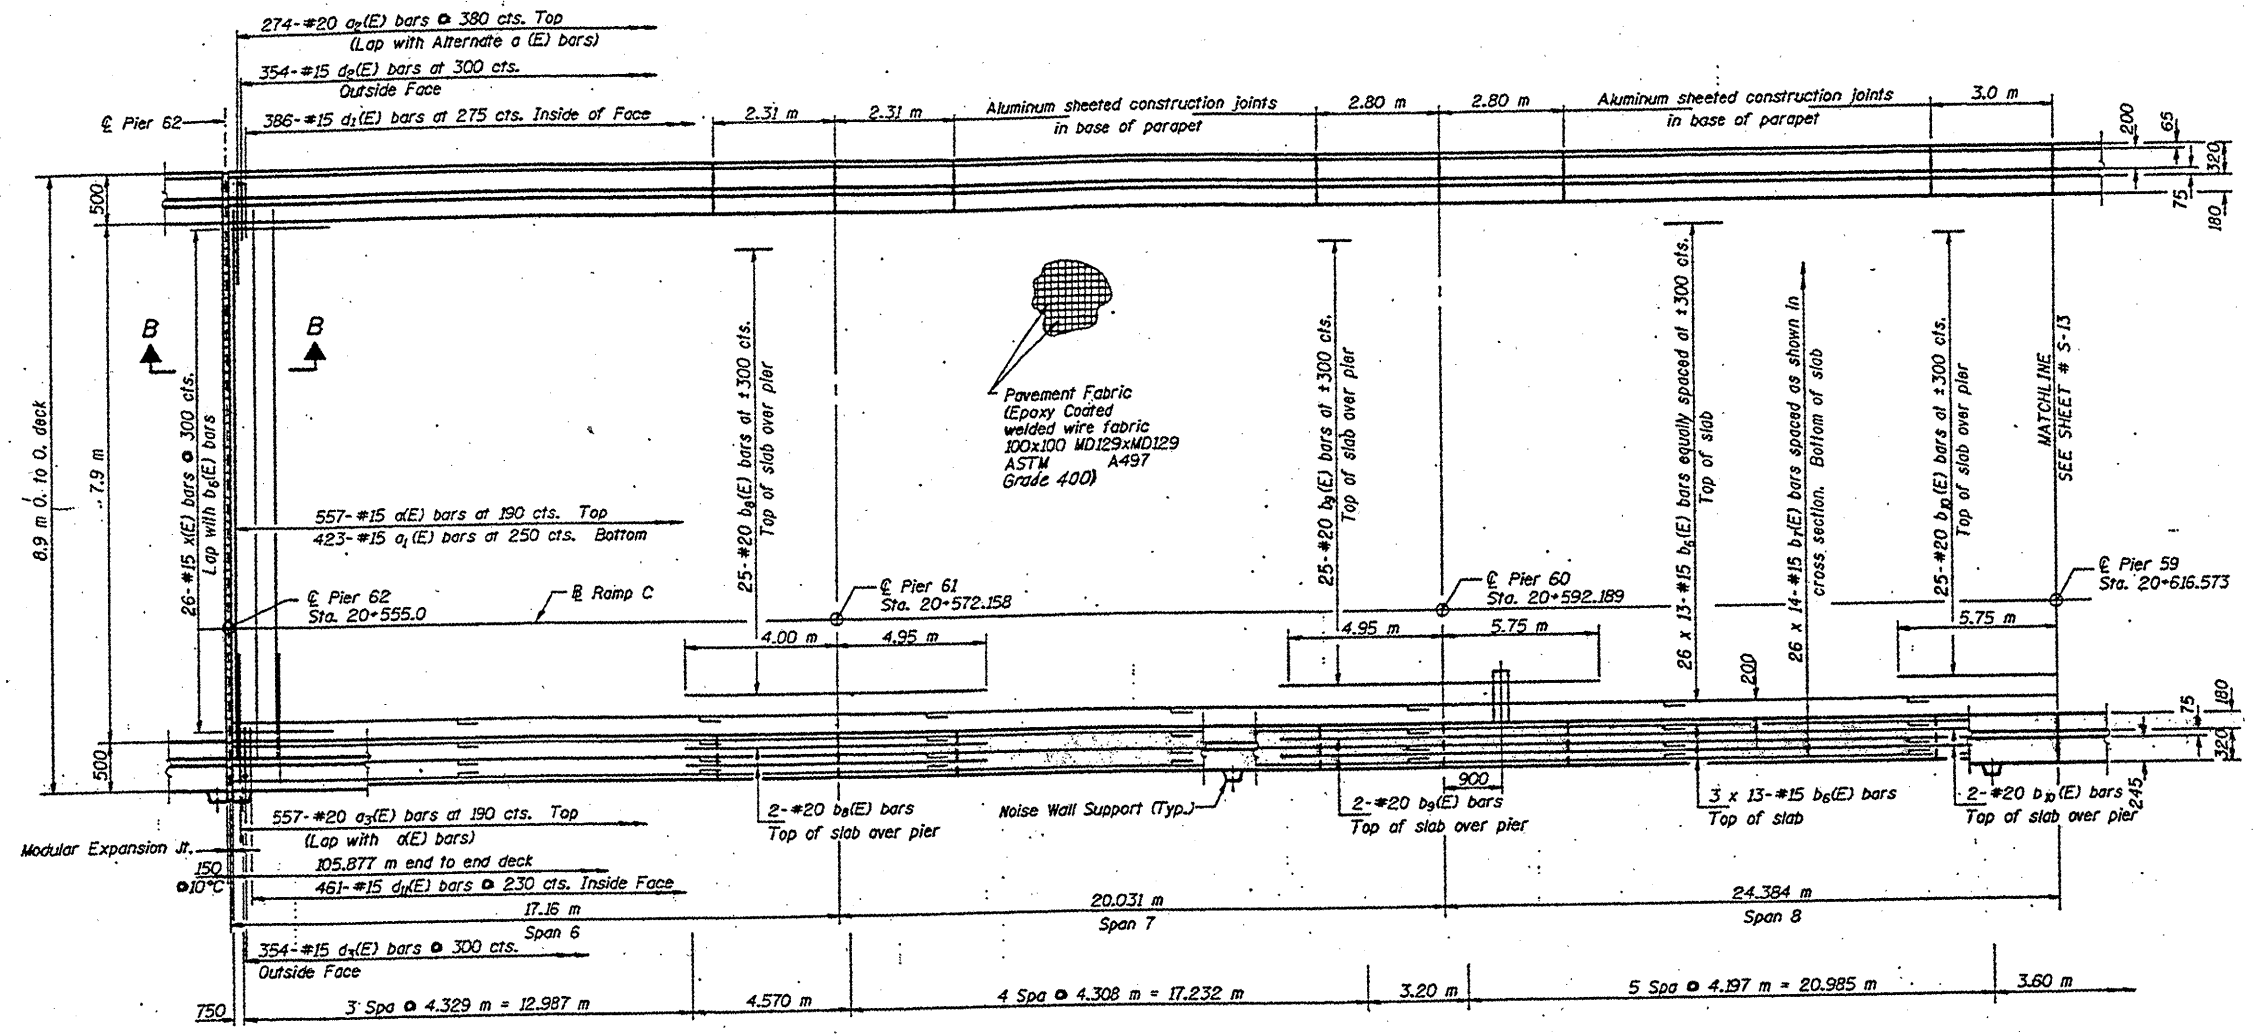 274-#20 a₂(E) bars @ 380 cts. Top
(Lap with Alternate a (E) bars)
354-#15 d₂(E) bars at 300 cts.
Outside Face
386-#15 d₁(E) bars at 275 cts. Inside of Face
℄ Pier 62
2.31 m
2.31 m
Aluminum sheeted construction joints
in base of parapet
2.80 m
2.80 m
Aluminum sheeted construction joints
in base of parapet
3.0 m
200
65
320
75
180
500
7.9 m
500
8.9 m O. to O. deck
B
B
26-#15 x(E) bars @ 300 cts.
Lap with b₆(E) bars
25-#20 b₈(E) bars at ±300 cts.
Top of slab over pier
Pavement Fabric
(Epoxy Coated
welded wire fabric
100x100 MD129xMD129
ASTM A497
Grade 400)
25-#20 b₉(E) bars at ±300 cts.
Top of slab over pier
26 x 13-#15 b₆(E) bars equally spaced at ±300 cts.
Top of slab
26 x 14-#15 b₇(E) bars spaced as shown in
cross section. Bottom of slab
25-#20 b₁₀(E) bars at ±300 cts.
Top of slab over pier
MATCHLINE
SEE SHEET # S-13
557-#15 a(E) bars at 190 cts. Top
423-#15 a₁(E) bars at 250 cts. Bottom
℄ Pier 62
Sta. 20+555.0
℄ Ramp C
℄ Pier 61
Sta. 20+572.158
℄ Pier 60
Sta. 20+592.189
℄ Pier 59
Sta. 20+616.573
4.00 m
4.95 m
4.95 m
5.75 m
5.75 m
200
180
75
320
245
900
557-#20 a₃(E) bars at 190 cts. Top
(Lap with a(E) bars)
2-#20 b₈(E) bars
Top of slab over pier
Noise Wall Support (Typ.)
2-#20 b₉(E) bars
Top of slab over pier
3 x 13-#15 b₆(E) bars
Top of slab
2-#20 b₁₀(E) bars
Top of slab over pier
Modular Expansion Jt.
150
@10°C
105.877 m end to end deck
461-#15 d₁₁(E) bars @ 230 cts. Inside Face
17.16 m
Span 6
20.031 m
Span 7
24.384 m
Span 8
354-#15 d₃(E) bars @ 300 cts.
Outside Face
750
3 Spa @ 4.329 m = 12.987 m
4.570 m
4 Spa @ 4.308 m = 17.232 m
3.20 m
5 Spa @ 4.197 m = 20.985 m
3.60 m